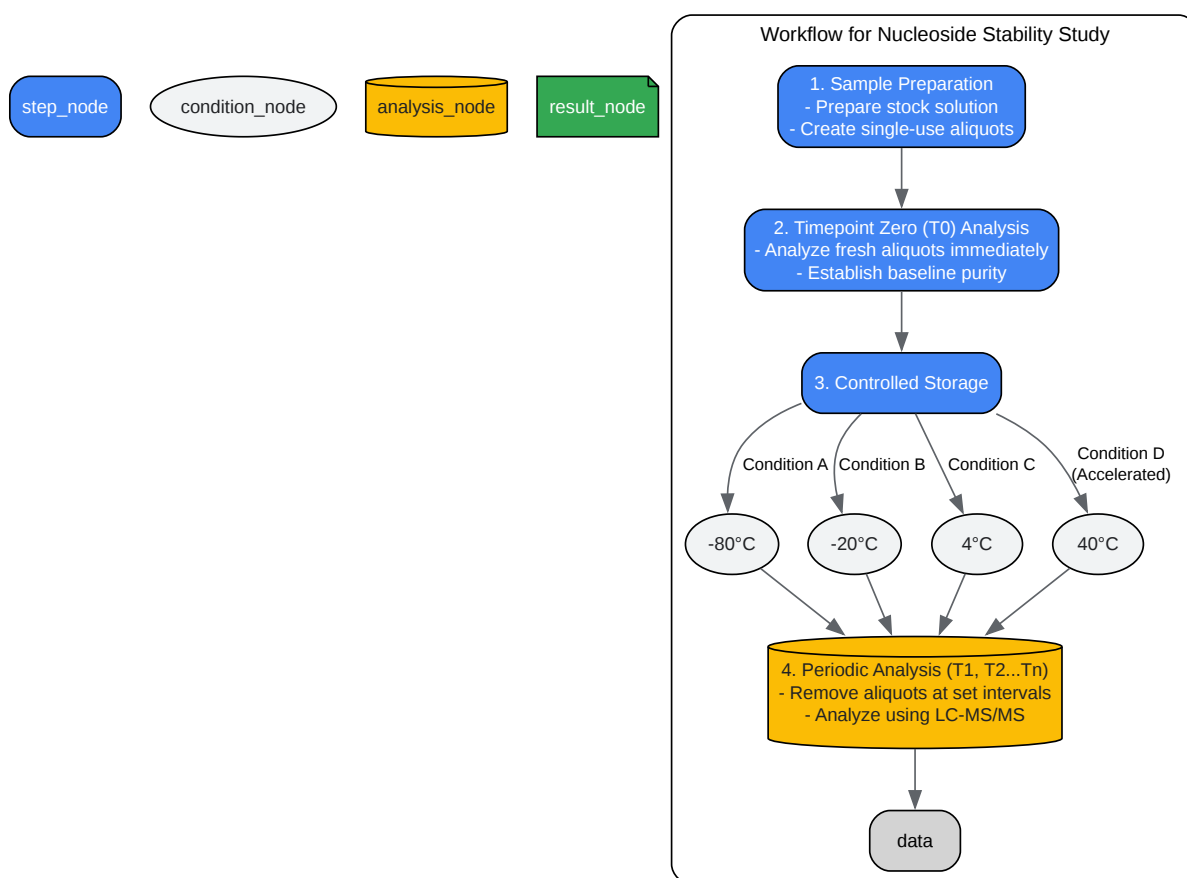 Workflow for Nucleoside Stability Study
step_node
condition_node
analysis_node
result_node
1. Sample Preparation
- Prepare stock solution
- Create single-use aliquots
2. Timepoint Zero (T0) Analysis
- Analyze fresh aliquots immediately
- Establish baseline purity
3. Controlled Storage
Condition A
Condition B
Condition C
Condition D
(Accelerated)
-80°C
-20°C
4°C
40°C
4. Periodic Analysis (T1, T2...Tn)
- Remove aliquots at set intervals
- Analyze using LC-MS/MS
data